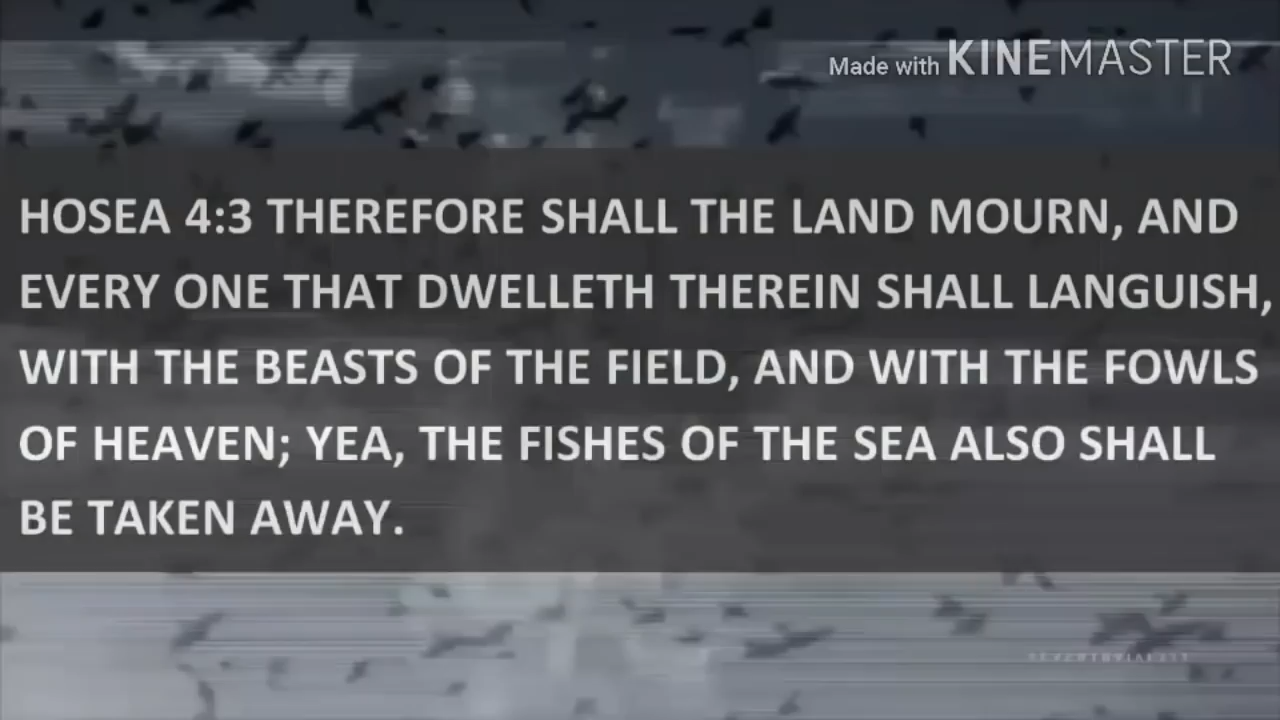 Made with KINEMASTER
HOSEA 4:3 THEREFORE SHALL THE LAND MOURN, AND
EVERY ONE THAT DWELLETH THEREIN SHALL LANGUISH,
WITH THE BEASTS OF THE FIELD, AND WITH THE FOWLS
OF HEAVEN; YEA, THE FISHES OF THE SEA ALSO SHALL
BE TAKEN AWAY.